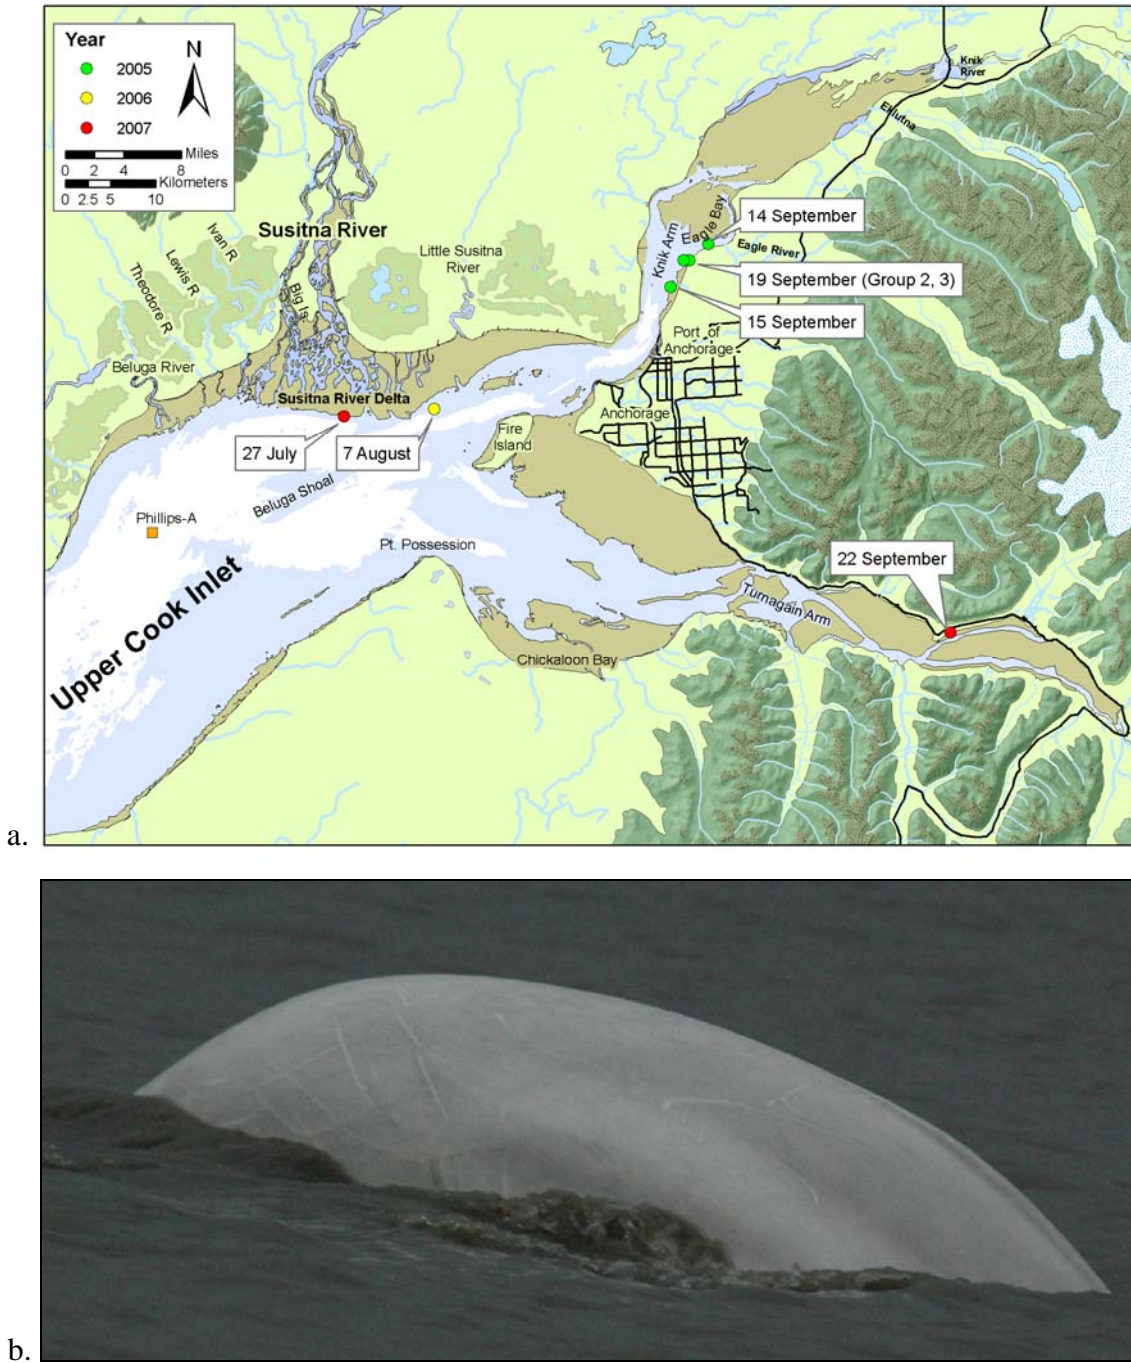 Year
2005
2006
2007
N
Miles
0 2 4 8
Kilometers
0 2.5 5 10
Knik
River
Eklutna
14 September
Eagle Bay
Eagle River
Knik Arm
19 September (Group 2, 3)
15 September
Susitna River
Ivan R
Lewis R
Theodore R
Big Is.
Little Susitna
River
Port of
Anchorage
Beluga River
Susitna River Delta
Anchorage
27 July
7 August
Fire
Island
Beluga Shoal
Phillips-A
Pt. Possession
22 September
Upper Cook Inlet
Turnagain Arm
Chickaloon Bay
a.
b.